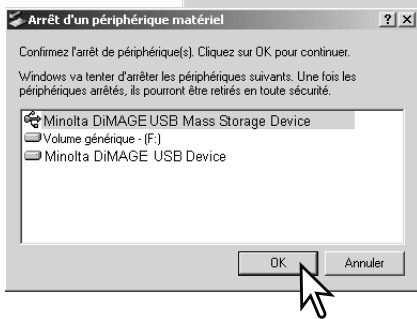 Arrêt d'un périphérique matériel
Confirmez l'arrêt de périphérique(s). Cliquez sur OK pour continuer.
Windows va tenter d'arrêter les périphériques suivants. Une fois les
périphériques arrêtés, ils pourront être retirés en toute sécurité.
Minolta DiMAGE USB Mass Storage Device
Volume générique - (F:)
Minolta DiMAGE USB Device
OK
Annuler